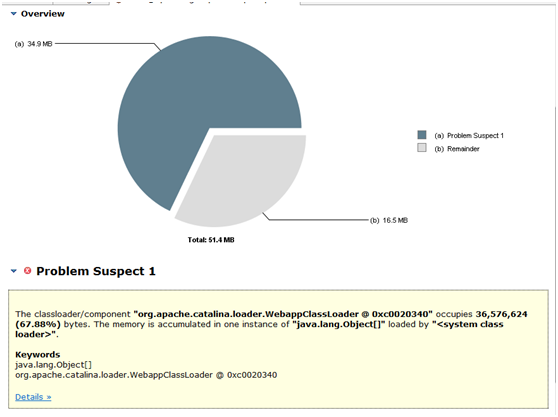 Overview
(a) 34.9 MB
(a) Problem Suspect 1
(b) Remainder
(b) 16.5 MB
Total: 51.4 MB
Problem Suspect 1
The classloader/component "org.apache.catalina.loader.WebappClassLoader @ 0xc0020340" occupies 36,576,624
(67.88%) bytes. The memory is accumulated in one instance of "java.lang.Object[]" loaded by "<system class
loader>".
Keywords
java.lang.Object[]
org.apache.catalina.loader.WebappClassLoader @ 0xc0020340
Details »